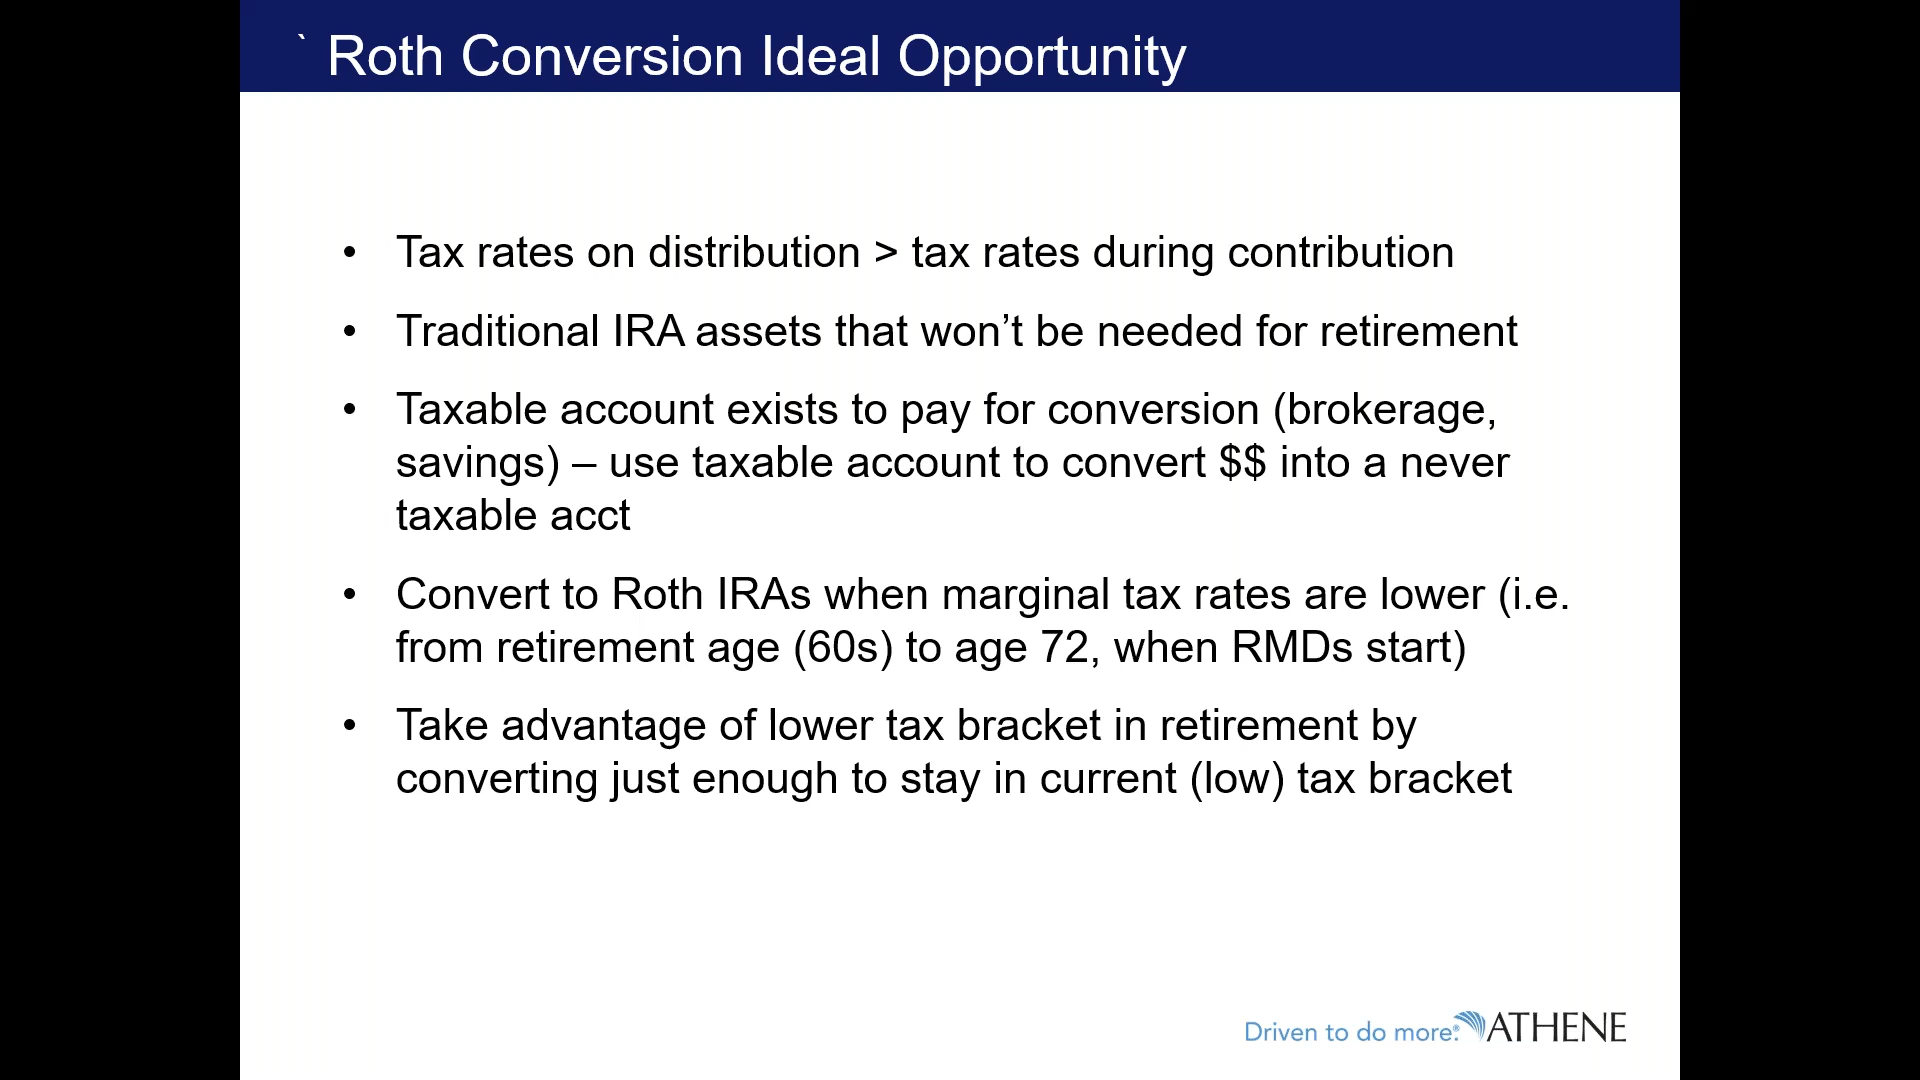 ` Roth Conversion Ideal Opportunity
• Tax rates on distribution > tax rates during contribution
• Traditional IRA assets that won’t be needed for retirement
• Taxable account exists to pay for conversion (brokerage,
savings) – use taxable account to convert $$ into a never
taxable acct
• Convert to Roth IRAs when marginal tax rates are lower (i.e.
from retirement age (60s) to age 72, when RMDs start)
• Take advantage of lower tax bracket in retirement by
converting just enough to stay in current (low) tax bracket
Driven to do more.® ATHENE